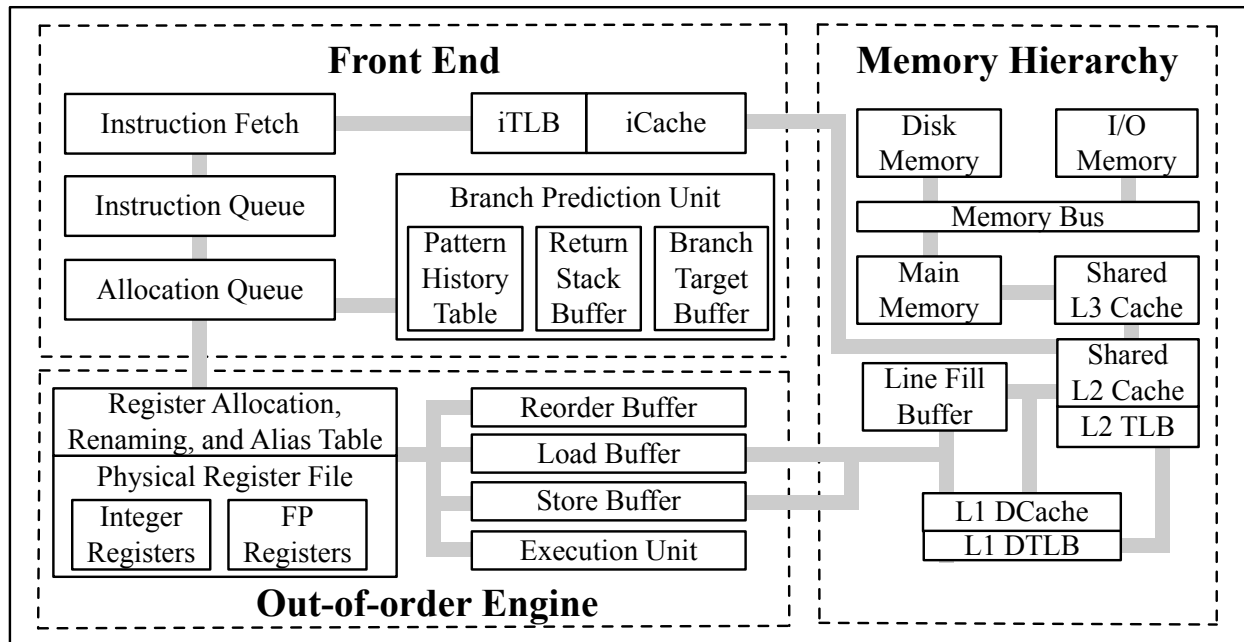 Front End
Instruction Fetch
iTLB
iCache
Instruction Queue
Allocation Queue
Branch Prediction Unit
Pattern
History
Table
Return
Stack
Buffer
Branch
Target
Buffer
Register Allocation,
Renaming, and Alias Table
Physical Register File
Integer
Registers
FP
Registers
Reorder Buffer
Load Buffer
Store Buffer
Execution Unit
Out-of-order Engine
Memory Hierarchy
Disk
Memory
I/O
Memory
Memory Bus
Main
Memory
Shared
L3 Cache
Line Fill
Buffer
Shared
L2 Cache
L2 TLB
L1 DCache
L1 DTLB